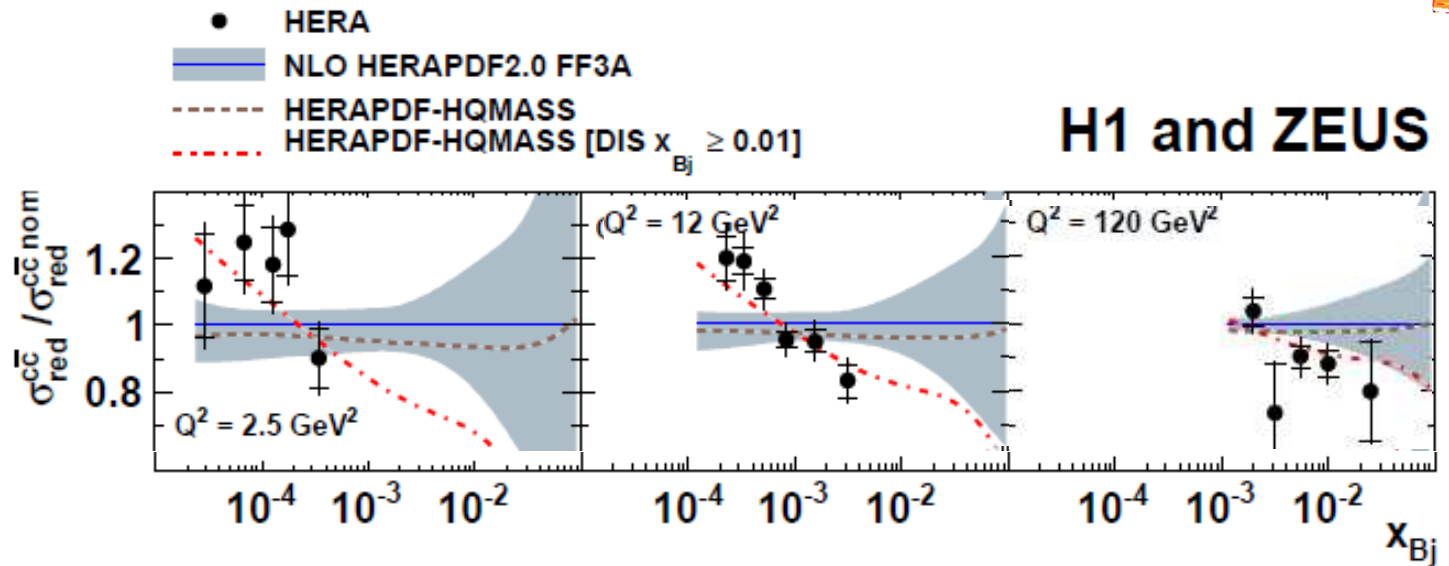 HERA
NLO HERAPDF2.0 FF3A
HERAPDF-HQMASS
HERAPDF-HQMASS [DIS x_Bj ≥ 0.01]
H1 and ZEUS
σ_red^cc̄ / σ_red^cc̄ nom
1.2
1
0.8
Q² = 2.5 GeV²
(Q² = 12 GeV²
Q² = 120 GeV²
10⁻⁴ 10⁻³ 10⁻² 10⁻⁴ 10⁻³ 10⁻² 10⁻⁴ 10⁻³ 10⁻²
x_Bj